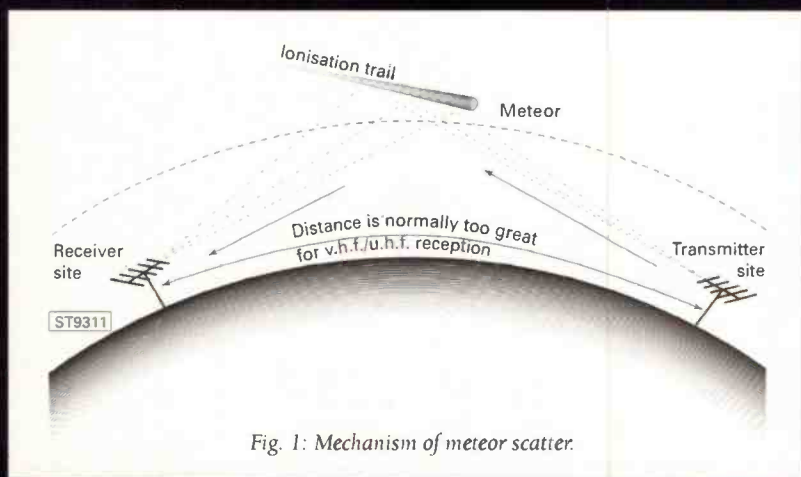 Ionisation trail
Meteor
Distance is normally too great
for v.h.f./u.h.f. reception
Receiver
site
Transmitter
site
ST9311
Fig. 1: Mechanism of meteor scatter.